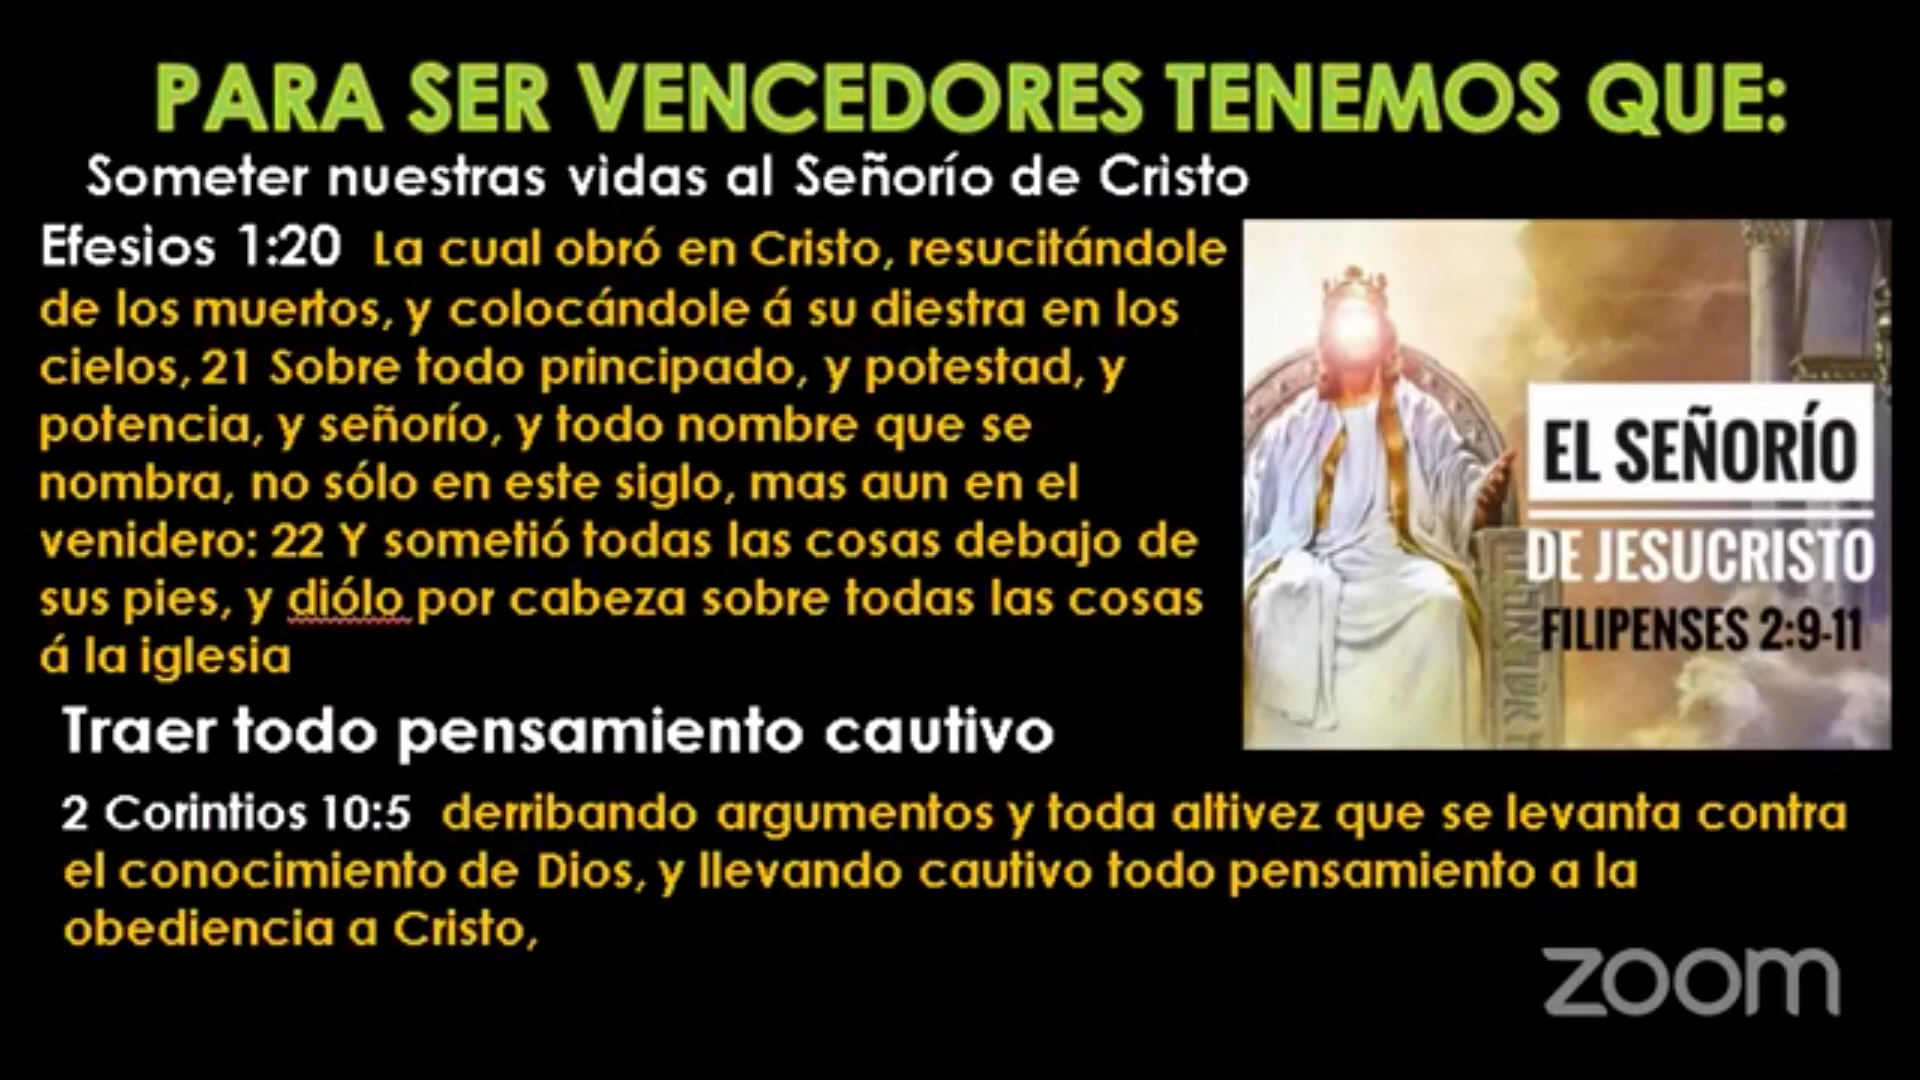 PARA SER VENCEDORES TENEMOS QUE:
Someter nuestras vidas al Señorío de Cristo
Efesios 1:20 La cual obró en Cristo, resucitándole
de los muertos, y colocándole á su diestra en los
cielos, 21 Sobre todo principado, y potestad, y
potencia, y señorío, y todo nombre que se
nombra, no sólo en este siglo, mas aun en el
venidero: 22 Y sometió todas las cosas debajo de
sus pies, y diólo por cabeza sobre todas las cosas
á la iglesia
EL SEÑORÍO
DE JESUCRISTO
FILIPENSES 2:9-11
Traer todo pensamiento cautivo
2 Corintios 10:5 derribando argumentos y toda altivez que se levanta contra
el conocimiento de Dios, y llevando cautivo todo pensamiento a la
obediencia a Cristo,
zoom